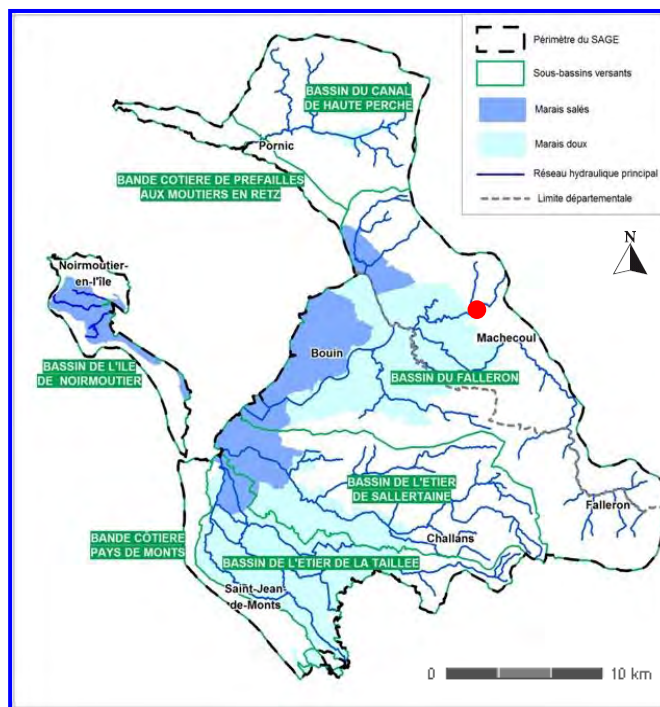 Périmètre du SAGE
Sous-bassins versants
Marais salés
Marais doux
Réseau hydraulique principal
Limite départementale
N
BASSIN DU CANAL
DE HAUTE PERCHE
Pornic
BANDE COTIERE DE PREFAILLES
AUX MOUTIERS EN RETZ
Noirmoutier-
en-l'île
BASSIN DE L'ILE
DE NOIRMOUTIER
Bouin
Machecoul
BASSIN DU FALLERON
BASSIN DE L'ETIER
DE SALLERTAINE
Falleron
BANDE CÔTIERE
PAYS DE MONTS
Challans
BASSIN DE L'ETIER DE LA TAILLEE
Saint-Jean-
de-Monts
0 10 km